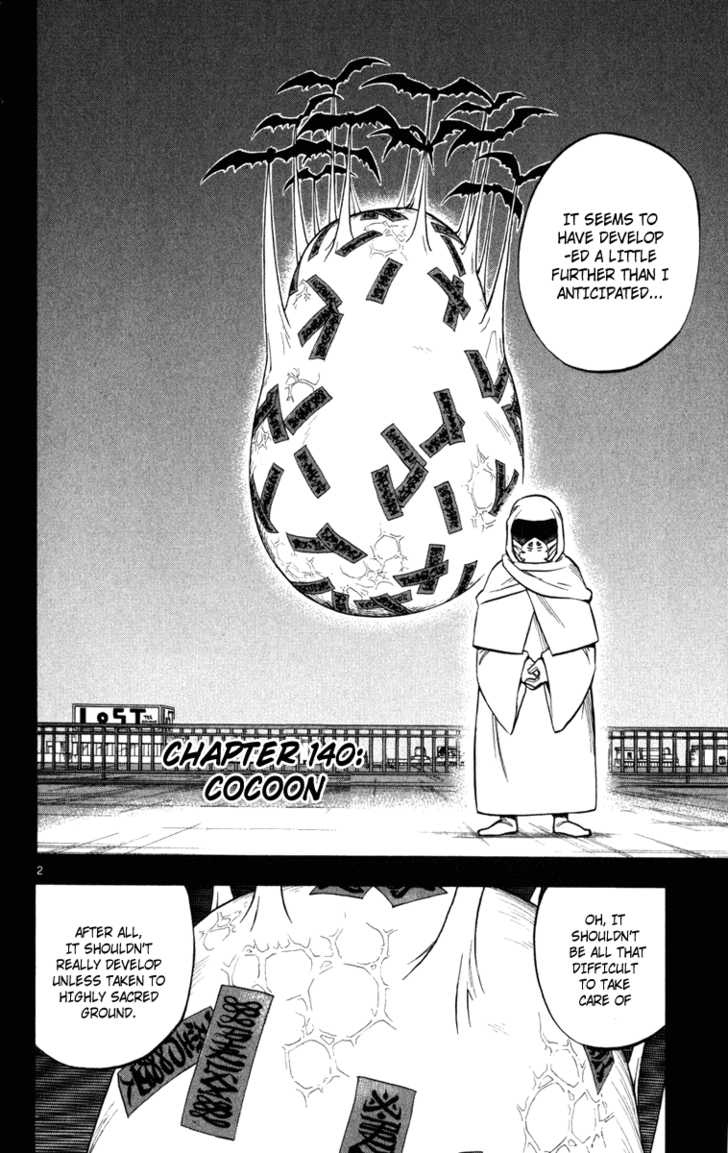 IT SEEMS TO
HAVE DEVELOP
-ED A LITTLE
FURTHER THAN I
ANTICIPATED...
LOST
CHAPTER 140:
COCOON
2
OH, IT
SHOULDN'T
BE ALL THAT
DIFFICULT
TO TAKE
CARE OF
AFTER ALL,
IT SHOULDN'T
REALLY DEVELOP
UNLESS TAKEN TO
HIGHLY SACRED
GROUND.